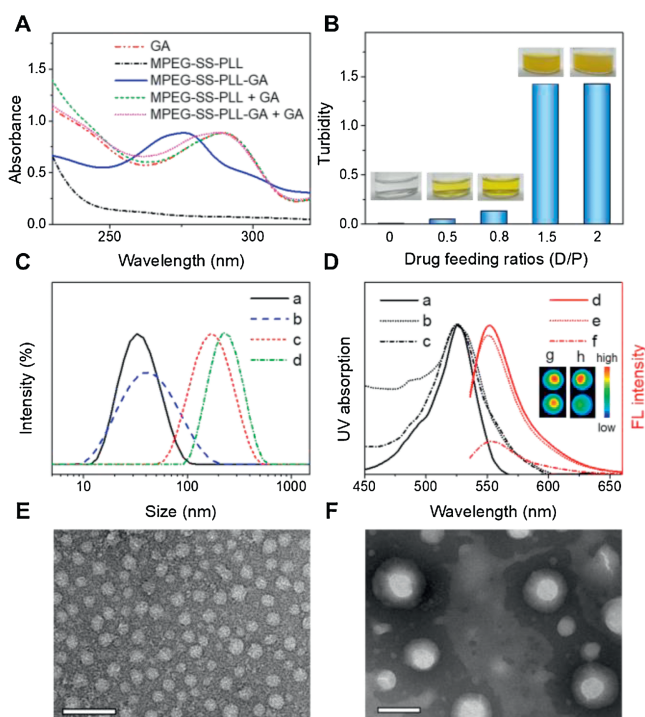 A
GA
MPEG-SS-PLL
MPEG-SS-PLL-GA
MPEG-SS-PLL + GA
MPEG-SS-PLL-GA + GA
Absorbance
1.5
1.0
0.5
0.0
250
300
Wavelength (nm)
B
Turbidity
1.5
1.0
0.5
0.0
0
0.5
0.8
1.5
2
Drug feeding ratios (D/P)
C
a
b
c
d
Intensity (%)
10
100
1000
Size (nm)
D
a
b
c
d
e
f
g
h
high
low
UV absorption
FL intensity
450
500
550
600
650
Wavelength (nm)
E
F